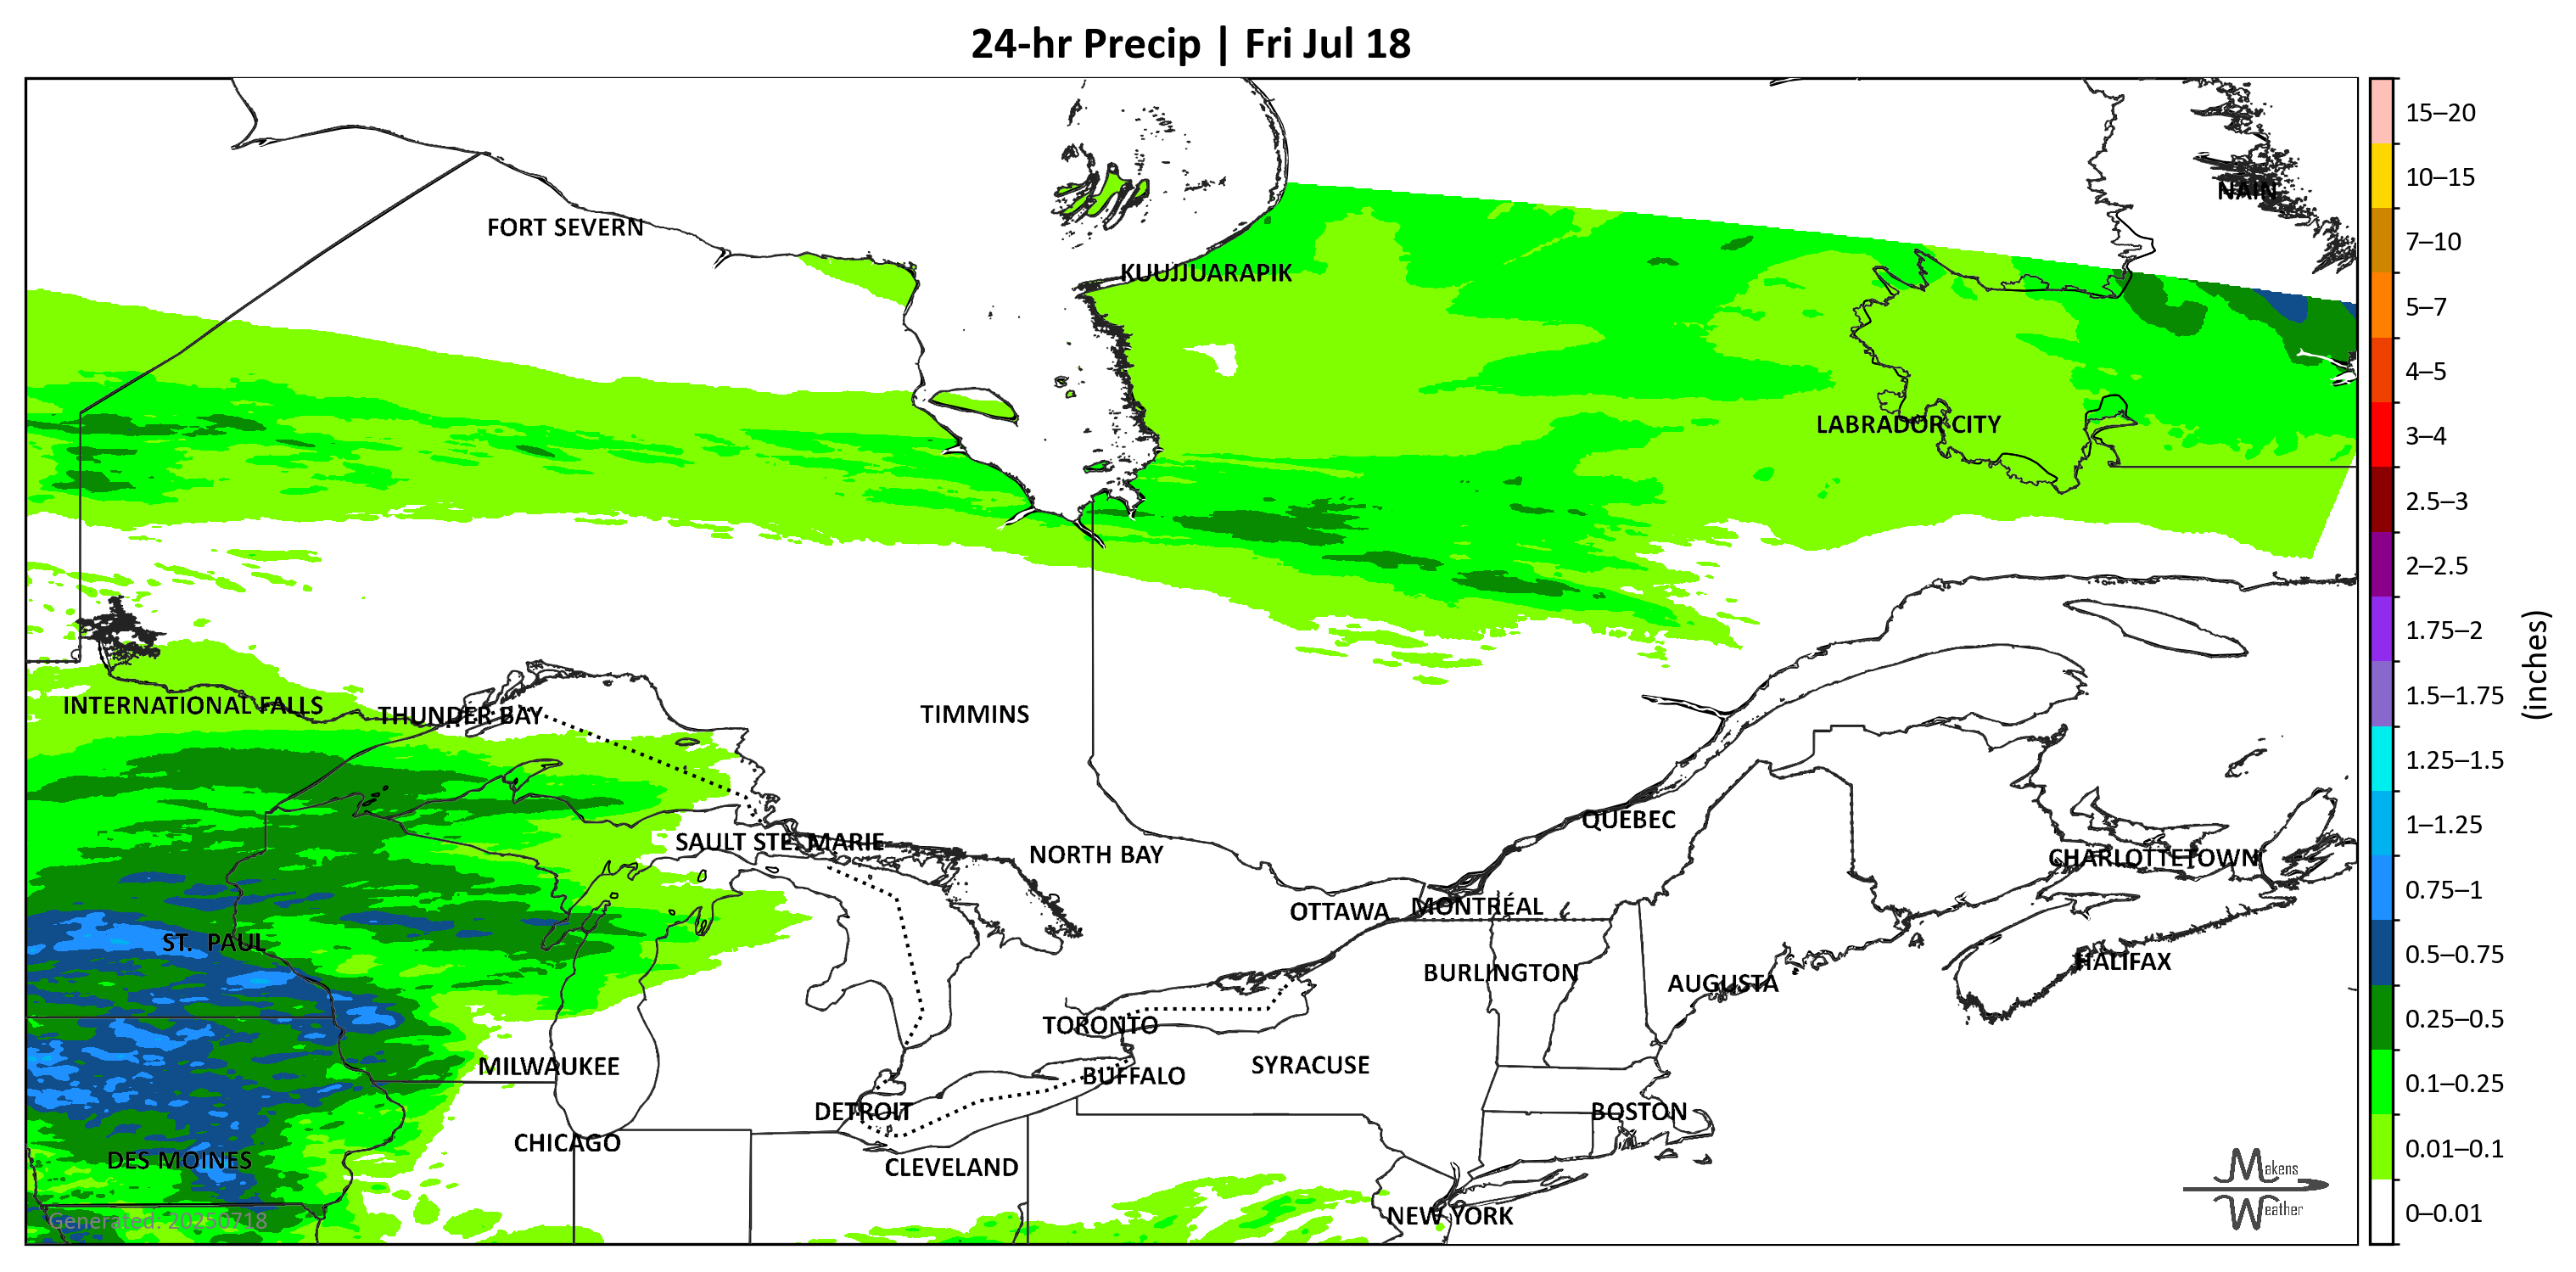 24-hr Precip | Fri Jul 18
15–20
10–15
7–10
5–7
4–5
3–4
2.5–3
2–2.5
1.75–2
1.5–1.75
1.25–1.5
1–1.25
0.75–1
0.5–0.75
0.25–0.5
0.1–0.25
0.01–0.1
0–0.01
(inches)
NAIN
FORT SEVERN
KUUJJUARAPIK
LABRADOR CITY
INTERNATIONAL FALLS
THUNDER BAY
TIMMINS
QUEBEC
SAULT STE. MARIE
NORTH BAY
CHARLOTTETOWN
OTTAWA
MONTRÉAL
ST. PAUL
HALIFAX
BURLINGTON
AUGUSTA
TORONTO
MILWAUKEE
SYRACUSE
BUFFALO
DETROIT
BOSTON
CHICAGO
DES MOINES
CLEVELAND
NEW YORK
Generated: 20250718
Makens
Weather